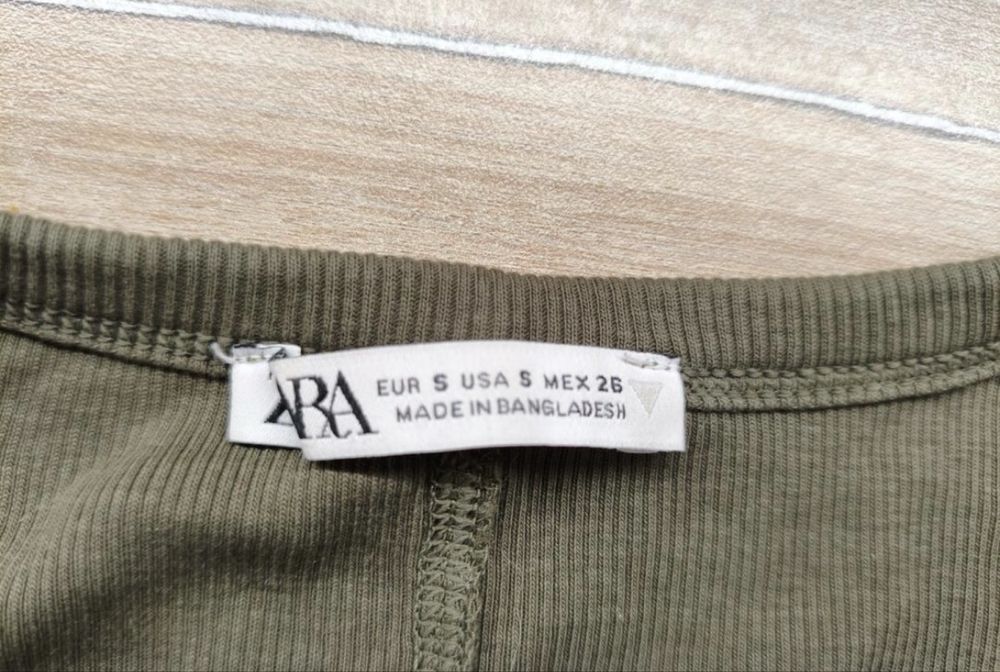 ZARA
EUR S USA S MEX 26
MADE IN BANGLADESH